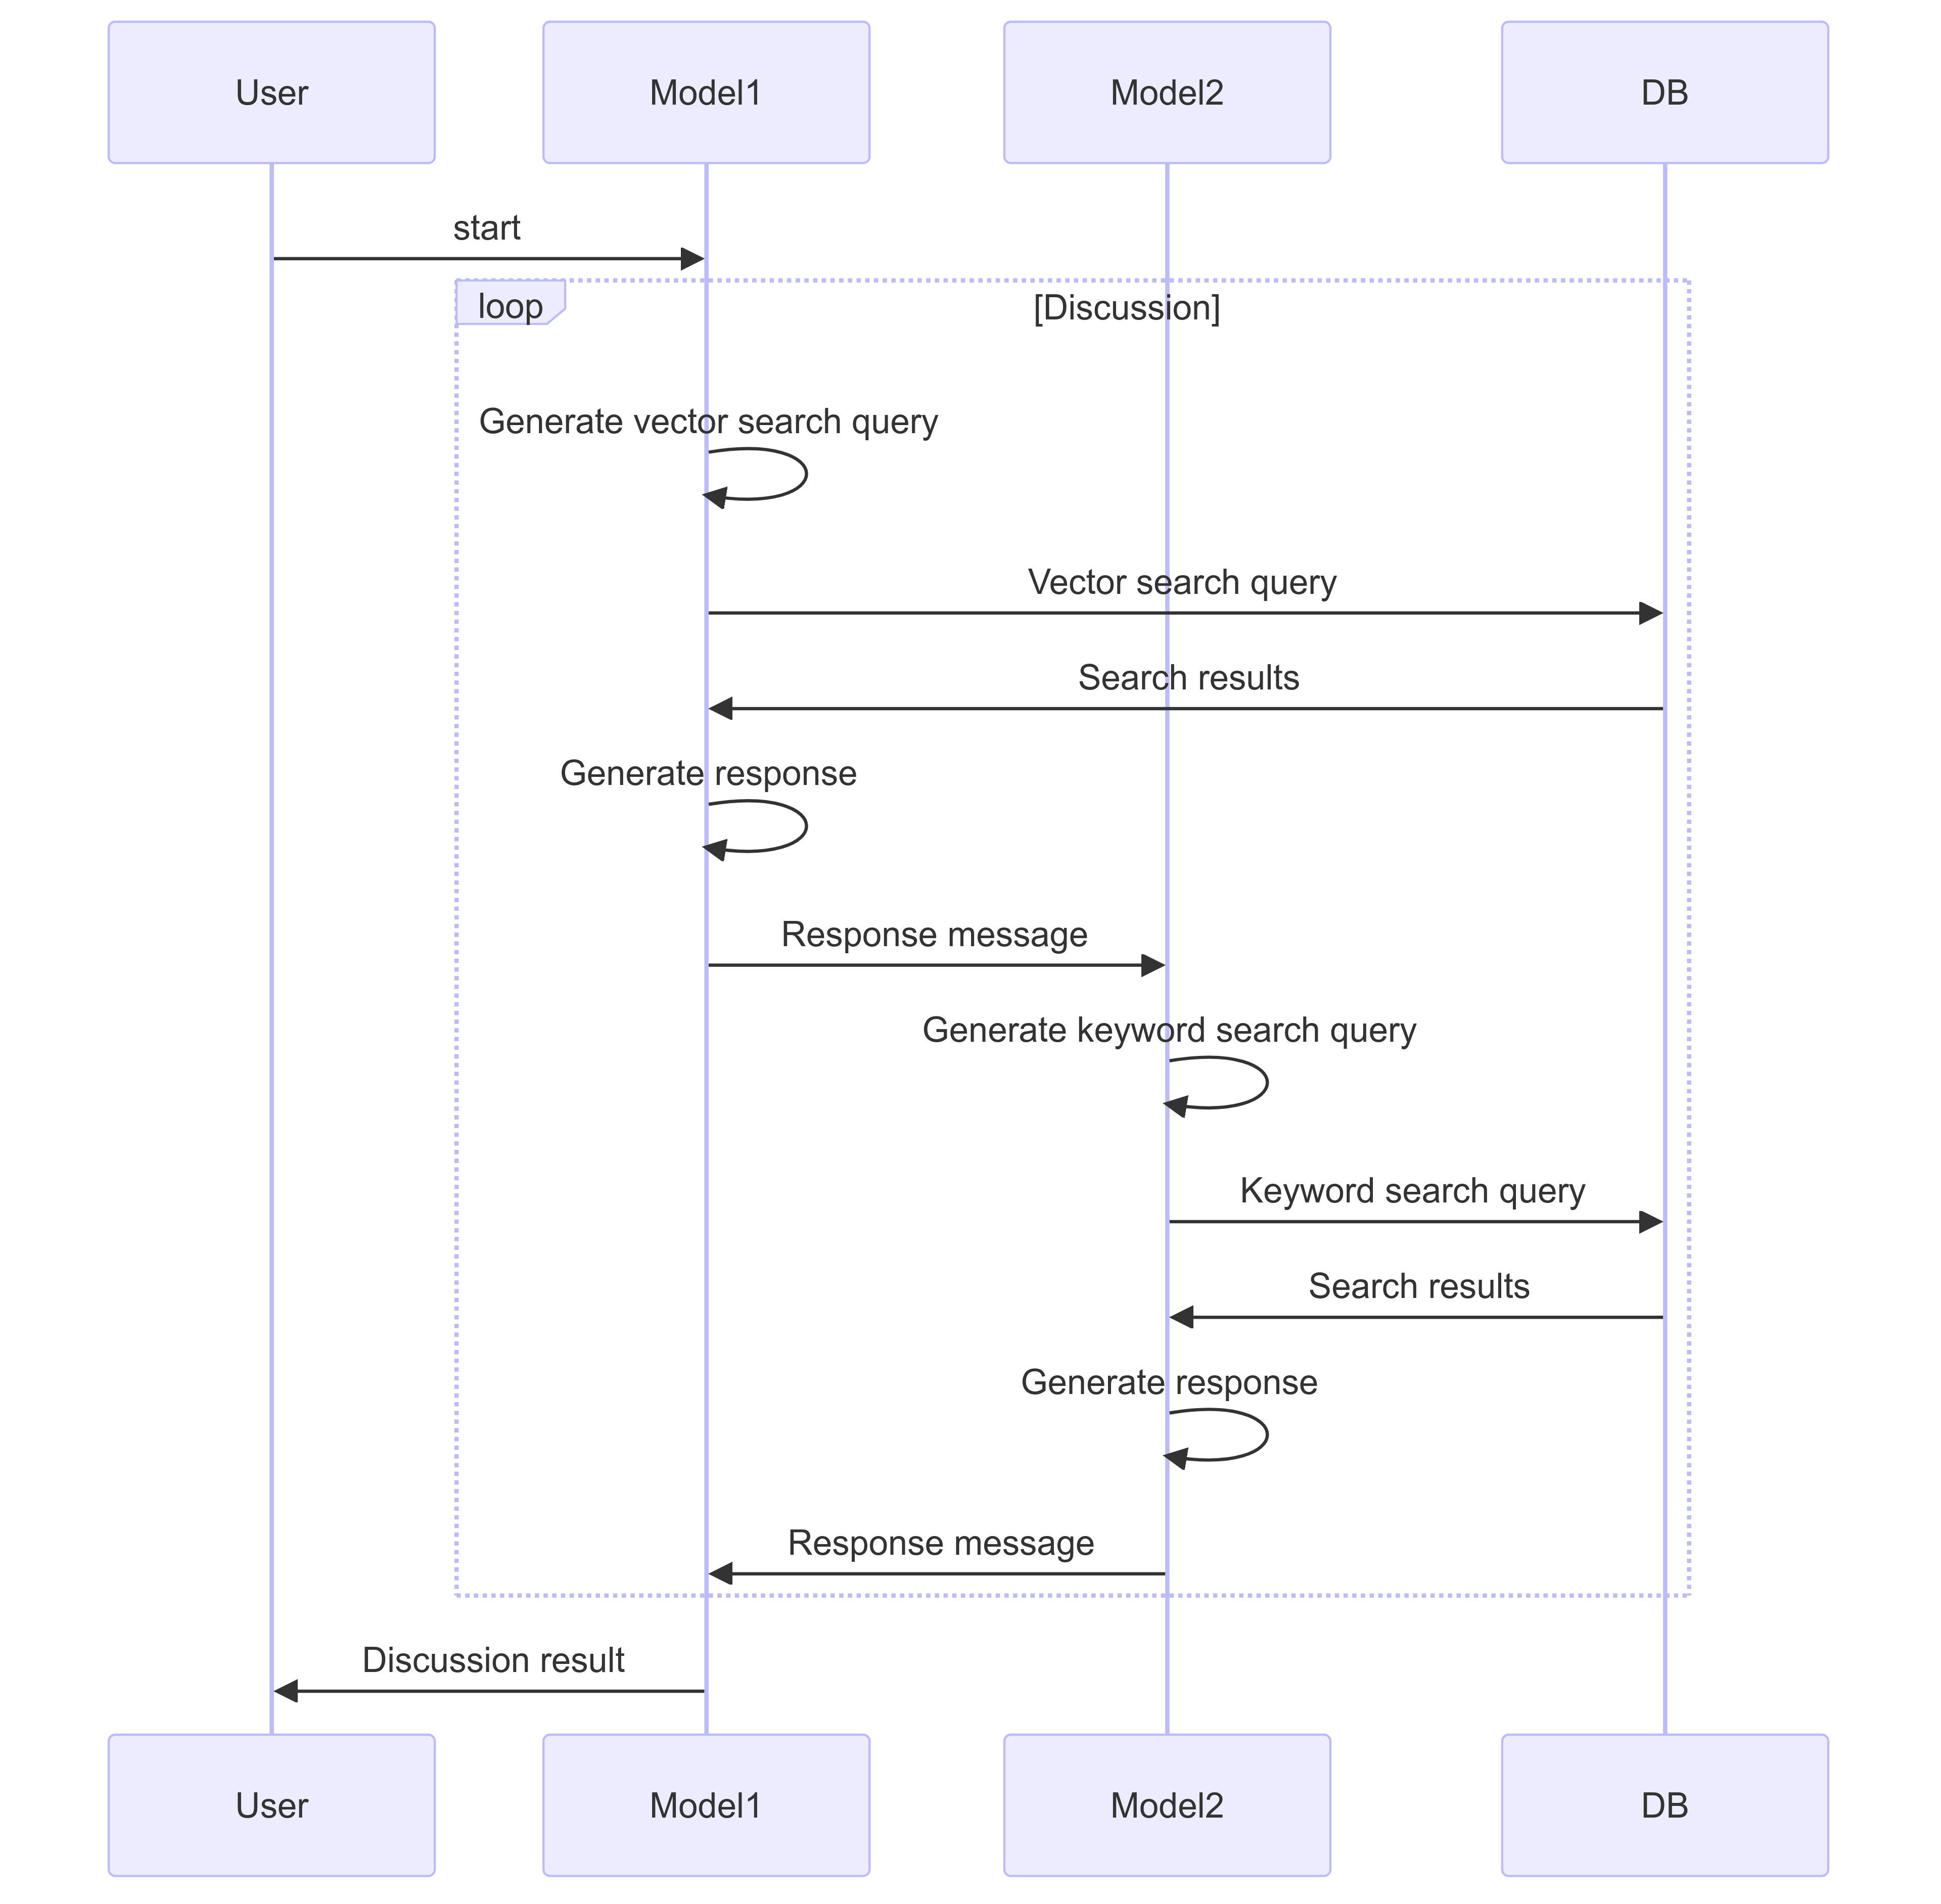 User
Model1
Model2
DB
start
loop
[Discussion]
Generate vector search query
Vector search query
Search results
Generate response
Response message
Generate keyword search query
Keyword search query
Search results
Generate response
Response message
Discussion result
User
Model1
Model2
DB